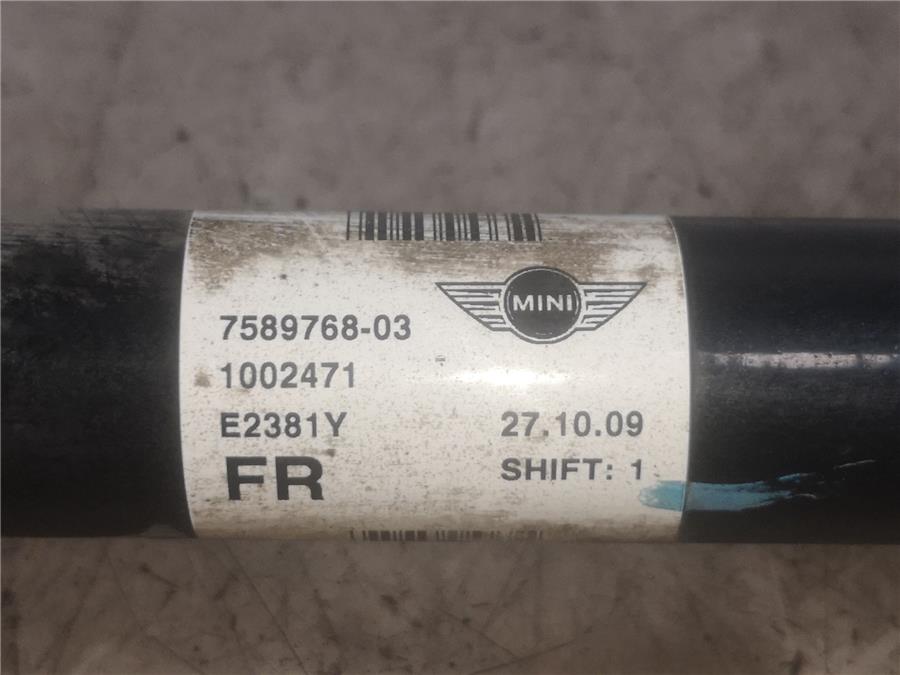 MINI
7589768-03
1002471
E2381Y 27.10.09
FR SHIFT: 1